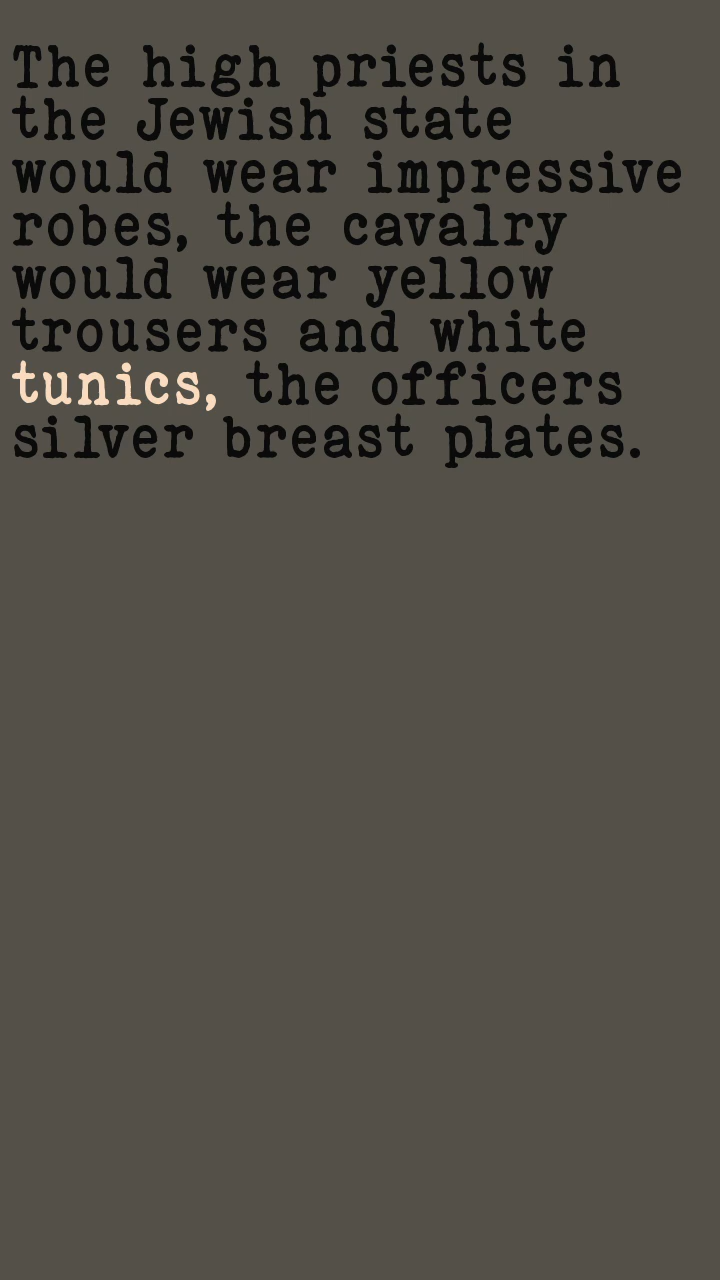 The high priests in
the Jewish state
would wear impressive
robes, the cavalry
would wear yellow
trousers and white
tunics, the officers
silver breast plates.